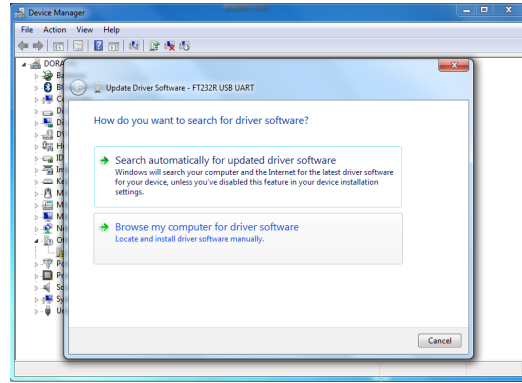 Device Manager
File Action View Help
DORA
Update Driver Software - FT232R USB UART
How do you want to search for driver software?
Search automatically for updated driver software
Windows will search your computer and the Internet for the latest driver software
for your device, unless you've disabled this feature in your device installation
settings.
Browse my computer for driver software
Locate and install driver software manually.
Cancel